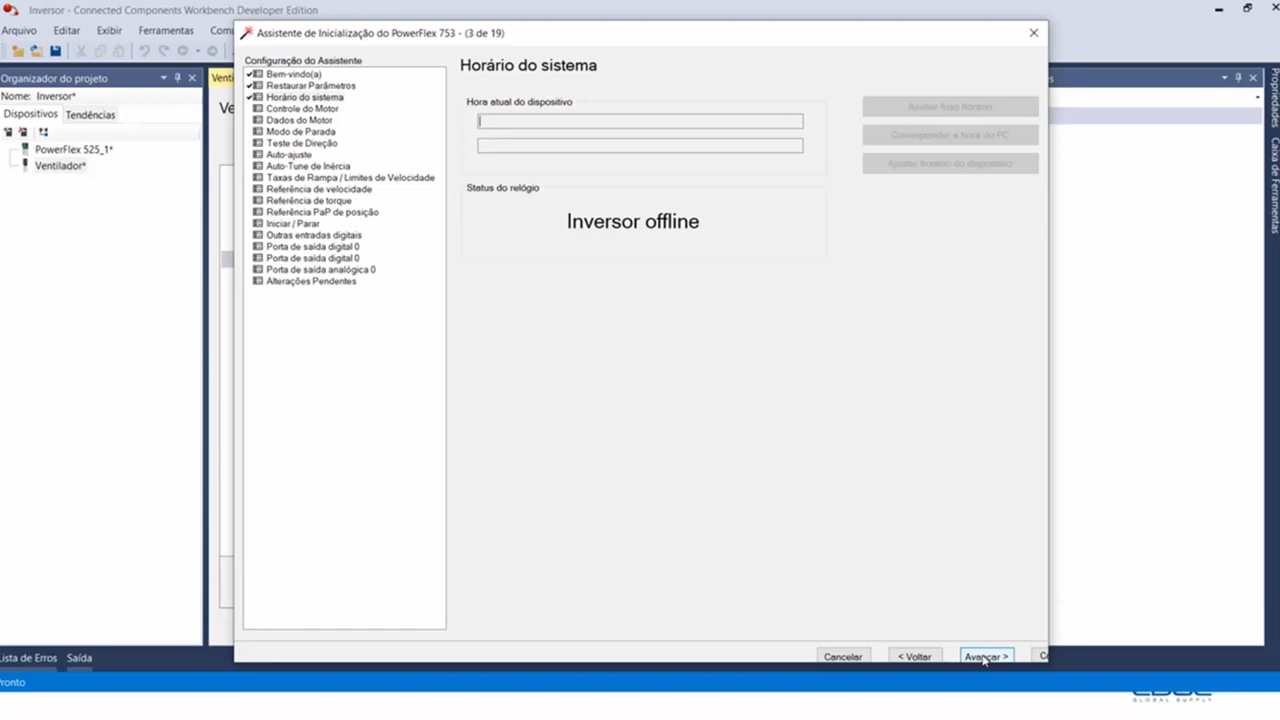 Inversor - Connected Components Workbench Developer Edition
Arquivo Editar Exibir Ferramentas
Assistente de Inicialização do PowerFlex 753 - (3 de 19)
Organizador do projeto
Nome: Inversor*
Dispositivos Tendências
PowerFlex 525_1*
Ventilador*
Configuração do Assistente
Bem-vindo(a)
Restaurar Parâmetros
Horário do sistema
Controle do Motor
Dados do Motor
Modo de Parada
Teste de Direção
Auto-ajuste
Auto-Tune de Inércia
Taxas de Rampa / Limites de Velocidade
Referência de velocidade
Referência de torque
Referência PaP de posição
Iniciar / Parar
Outras entradas digitais
Porta de saída digital 0
Porta de saída digital 0
Porta de saída analógica 0
Alterações Pendentes
Horário do sistema
Hora atual do dispositivo
Ajustar fuso horário
Corresponder a hora do PC
Ajustar horário do dispositivo
Status do relógio
Inversor offline
Cancelar < Voltar Avançar >
Propriedades
Caixa de Ferramentas
Lista de Erros Saída
Pronto
GLOBAL SUPPLY